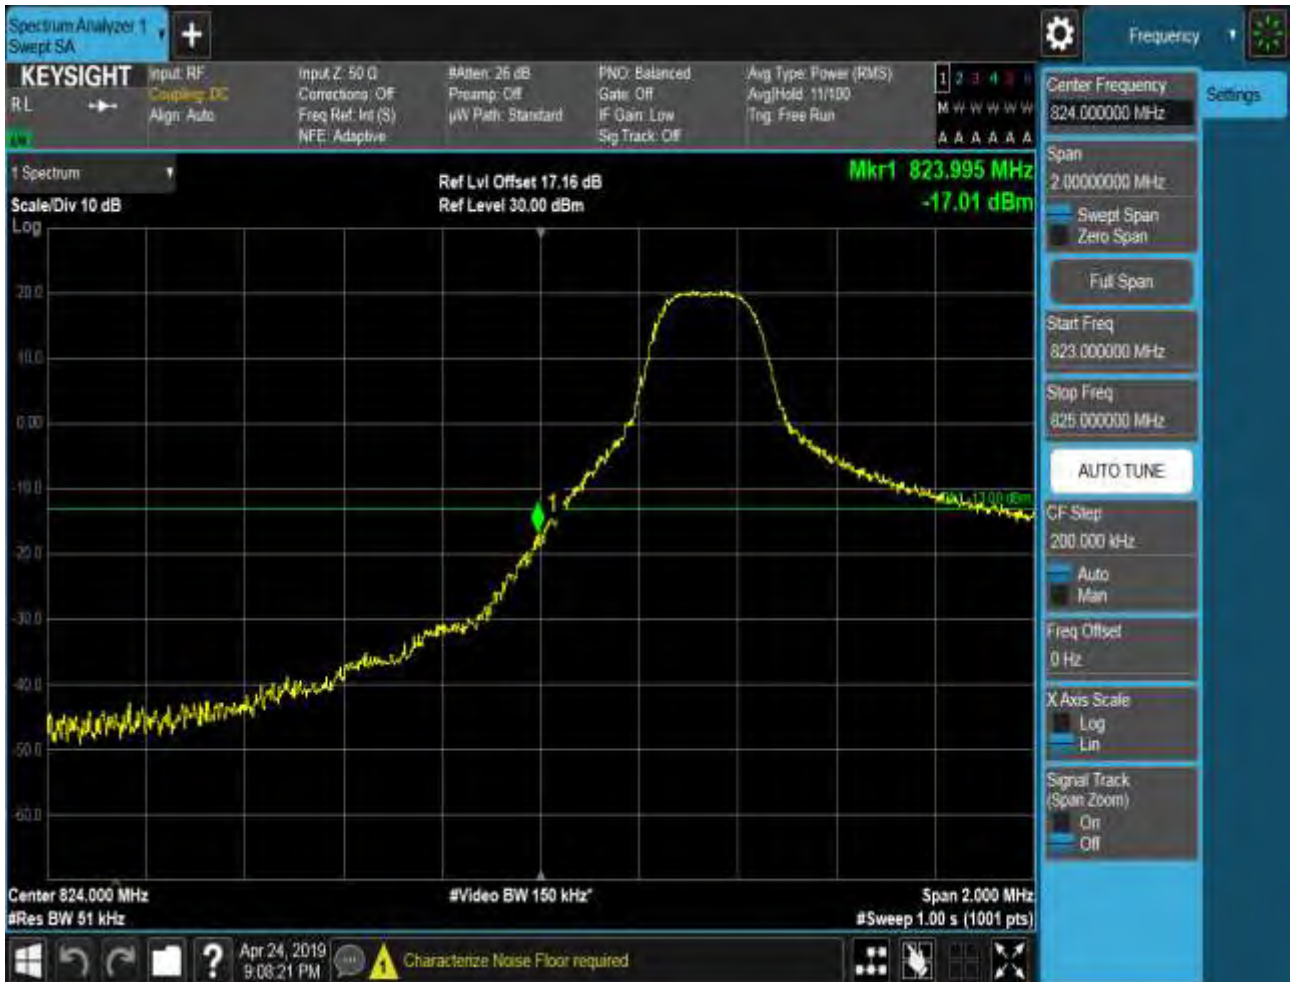 Spectrum Analyzer 1
Swept SA
+
Frequency
KEYSIGHT
RL
Input: RF
Coupling: DC
Align: Auto
Input Z: 50 Ω
Corrections: Off
Freq Ref: Int (S)
NFE: Adaptive
#Atten: 26 dB
Preamp: Off
µW Path: Standard
PNO: Balanced
Gate: Off
IF Gain: Low
Sig Track: Off
Avg Type: Power (RMS)
Avg|Hold: 11/100
Trig: Free Run
1 2 3 4 5 6
M W W W W W
A A A A A A
1 Spectrum
Scale/Div 10 dB
Log
Ref Lvl Offset 17.16 dB
Ref Level 30.00 dBm
Mkr1 823.995 MHz
-17.01 dBm
20.0
10.0
0.00
-10.0
-20.0
-30.0
-40.0
-50.0
-60.0
1
-13.00 dBm
Center 824.000 MHz
#Video BW 150 kHz*
Span 2.000 MHz
#Res BW 51 kHz
#Sweep 1.00 s (1001 pts)
?
Apr 24, 2019
9:08:21 PM
Characterize Noise Floor required
Center Frequency
824.000000 MHz
Settings
Span
2.00000000 MHz
Swept Span
Zero Span
Full Span
Start Freq
823.000000 MHz
Stop Freq
825.000000 MHz
AUTO TUNE
CF Step
200.000 kHz
Auto
Man
Freq Offset
0 Hz
X Axis Scale
Log
Lin
Signal Track
(Span Zoom)
On
Off